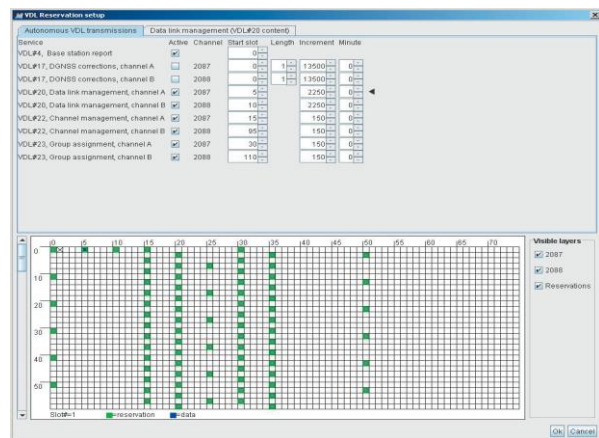 VDL Reservation setup
Autonomous VDL transmissions Data link management (VDL#20 content)
Service Active Channel Start slot Length Increment Minute
VDL#4, Base station report 0
VDL#17, DGNSS corrections, channel A 2087 0 1 13500 0
VDL#17, DGNSS corrections, channel B 2088 0 1 13500 0
VDL#20, Data link management, channel A 2087 5 2250 0
VDL#20, Data link management, channel B 2088 10 2250 0
VDL#22, Channel management, channel A 2087 15 150 0
VDL#22, Channel management, channel B 2088 95 150 0
VDL#23, Group assignment, channel A 2087 30 150 0
VDL#23, Group assignment, channel B 2088 110 150 0
0 5 10 15 20 25 30 35 40 45 50 55 60 65 70
Visible layers
0
2087
10
2088
20
Reservations
30
40
50
Slot#=1 =reservation =data
Ok Cancel